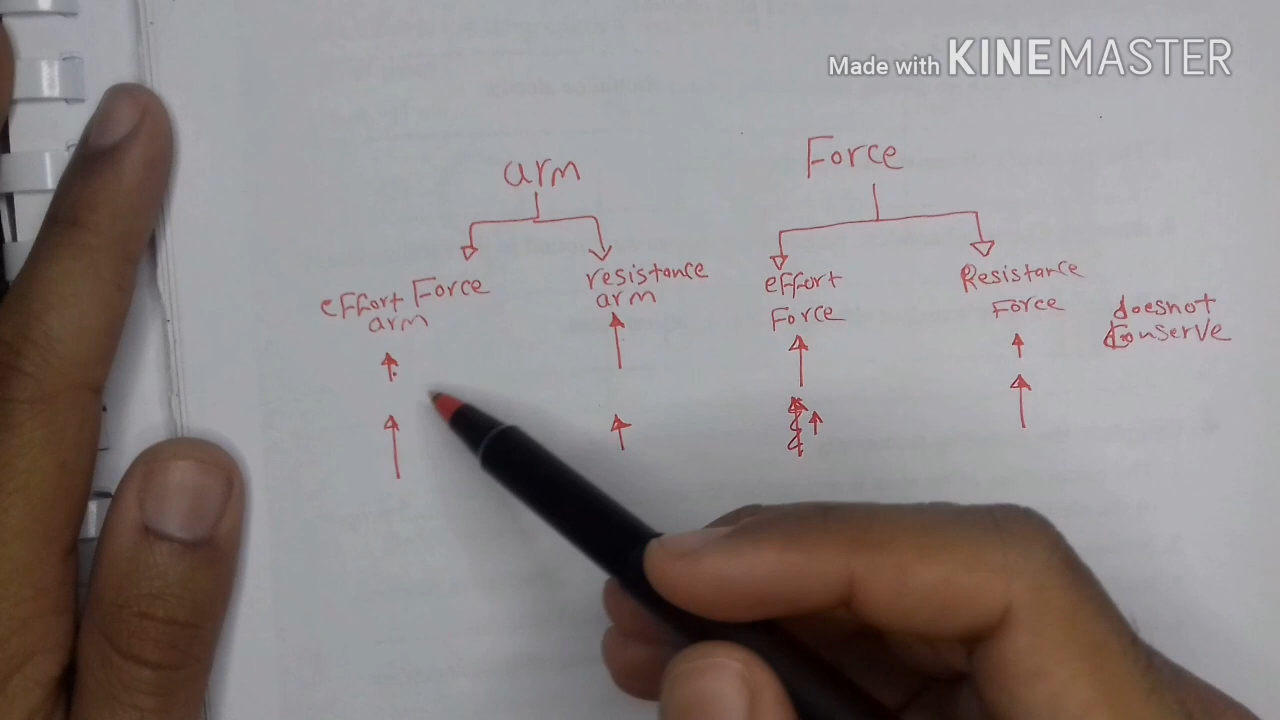 Made with KINEMASTER
arm
Force
effort Force
arm
resistance
arm
effort
Force
Resistance
Force
doesnot
Conserve